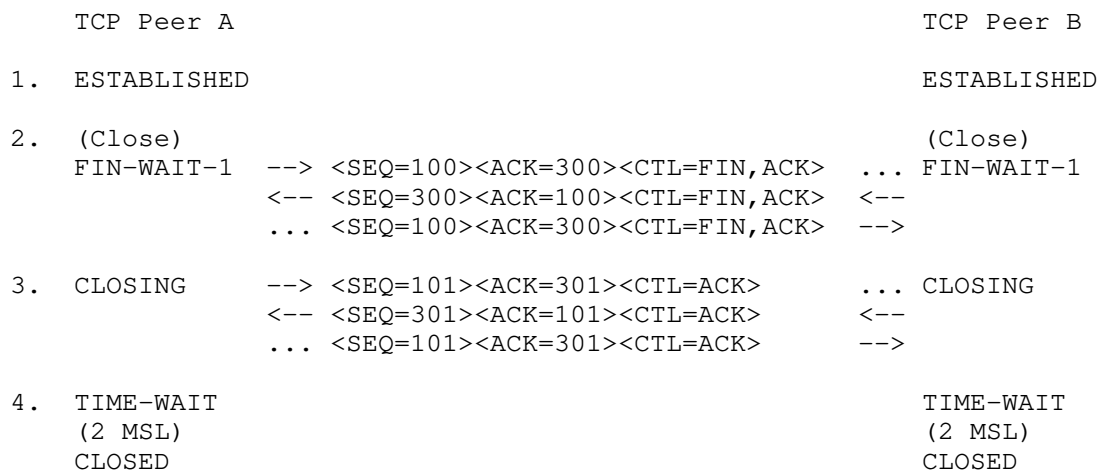 TCP Peer A                                           TCP Peer B

1.  ESTABLISHED                                          ESTABLISHED

2.  (Close)                                              (Close)
    FIN-WAIT-1  --> <SEQ=100><ACK=300><CTL=FIN,ACK>  ... FIN-WAIT-1
                <-- <SEQ=300><ACK=100><CTL=FIN,ACK>  <--
                ... <SEQ=100><ACK=300><CTL=FIN,ACK>  -->

3.  CLOSING     --> <SEQ=101><ACK=301><CTL=ACK>      ... CLOSING
                <-- <SEQ=301><ACK=101><CTL=ACK>      <--
                ... <SEQ=101><ACK=301><CTL=ACK>      -->

4.  TIME-WAIT                                            TIME-WAIT
    (2 MSL)                                              (2 MSL)
    CLOSED                                               CLOSED